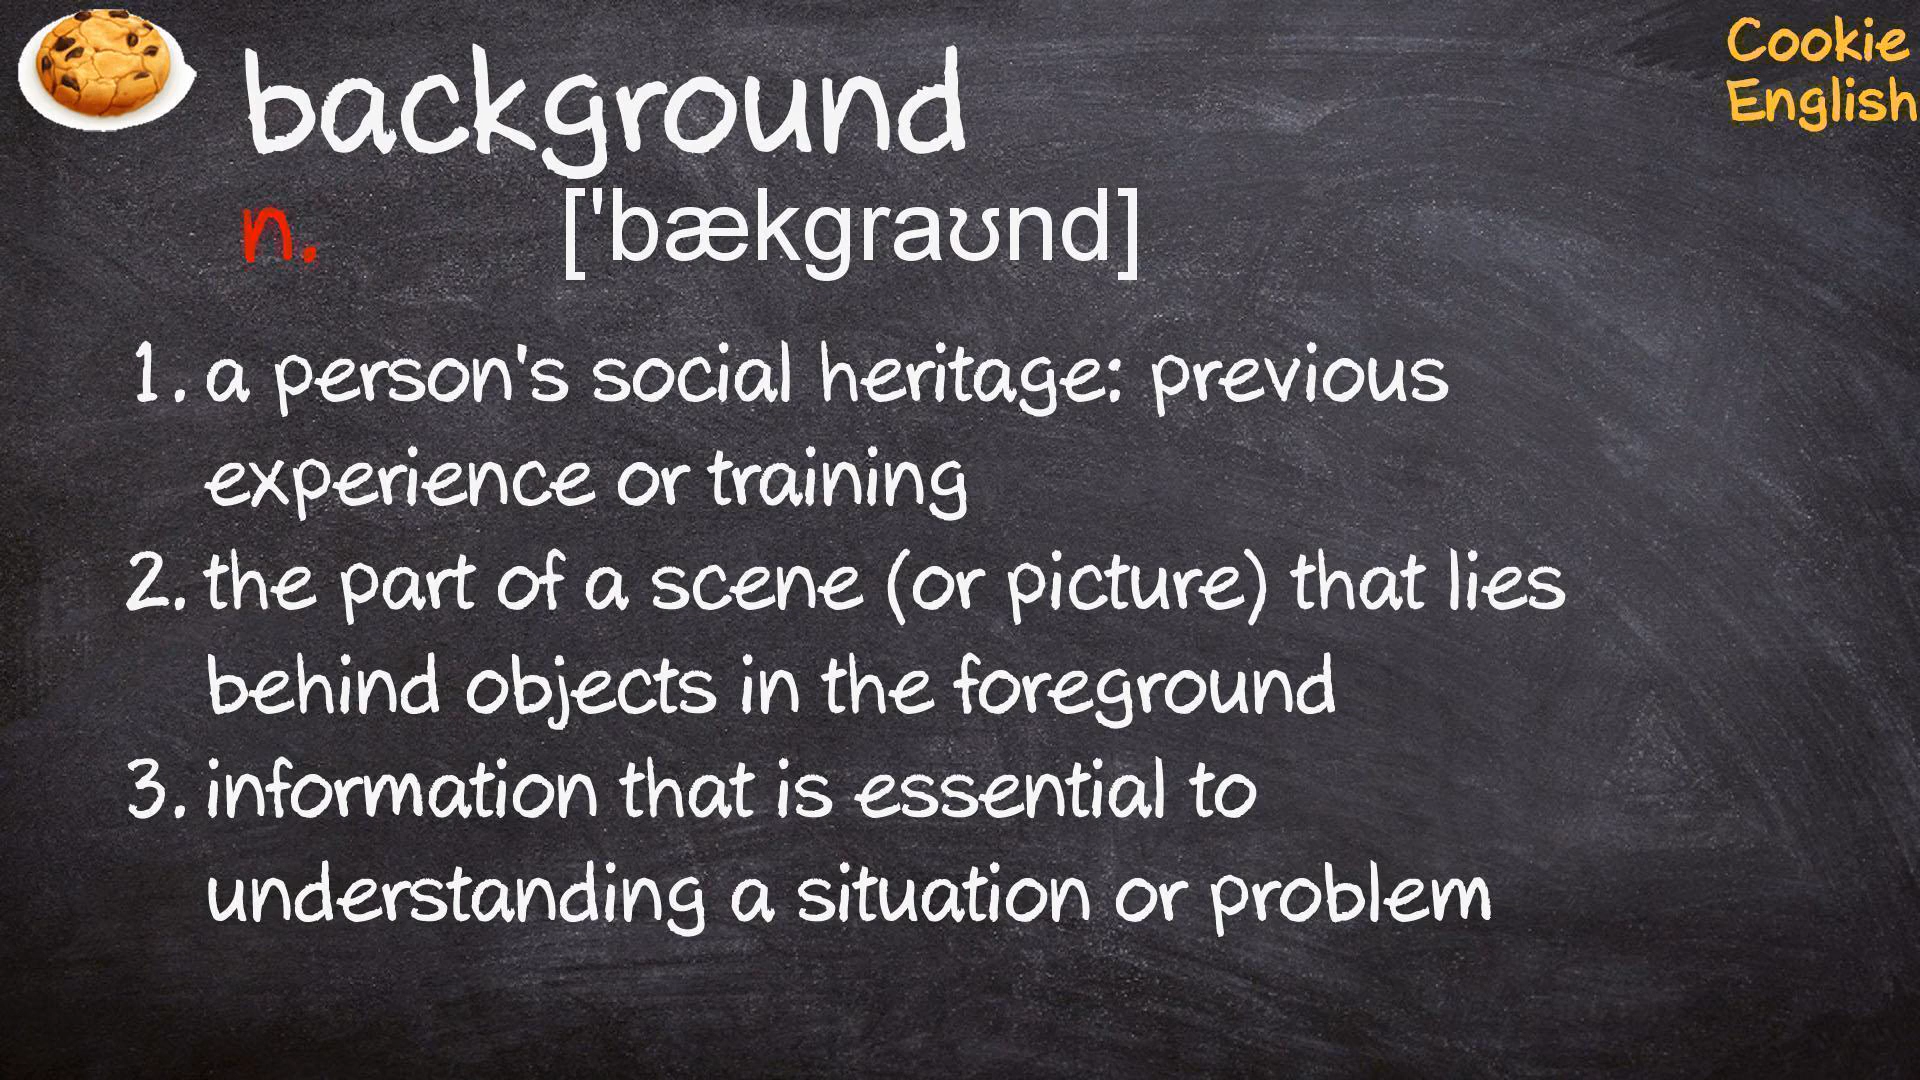 Cookie
English
background
n. ['bækgraʊnd]
1. a person's social heritage: previous
experience or training
2. the part of a scene (or picture) that lies
behind objects in the foreground
3. information that is essential to
understanding a situation or problem